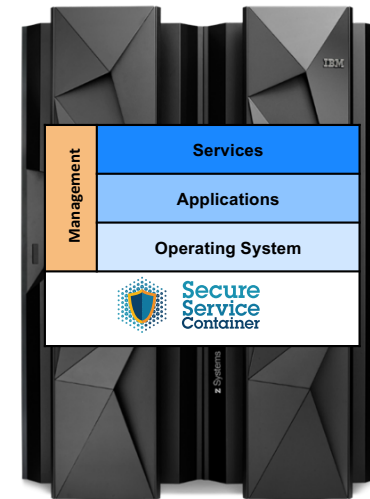 IBM
Management
Services
Applications
Operating System
Secure
Service
Container
z Systems